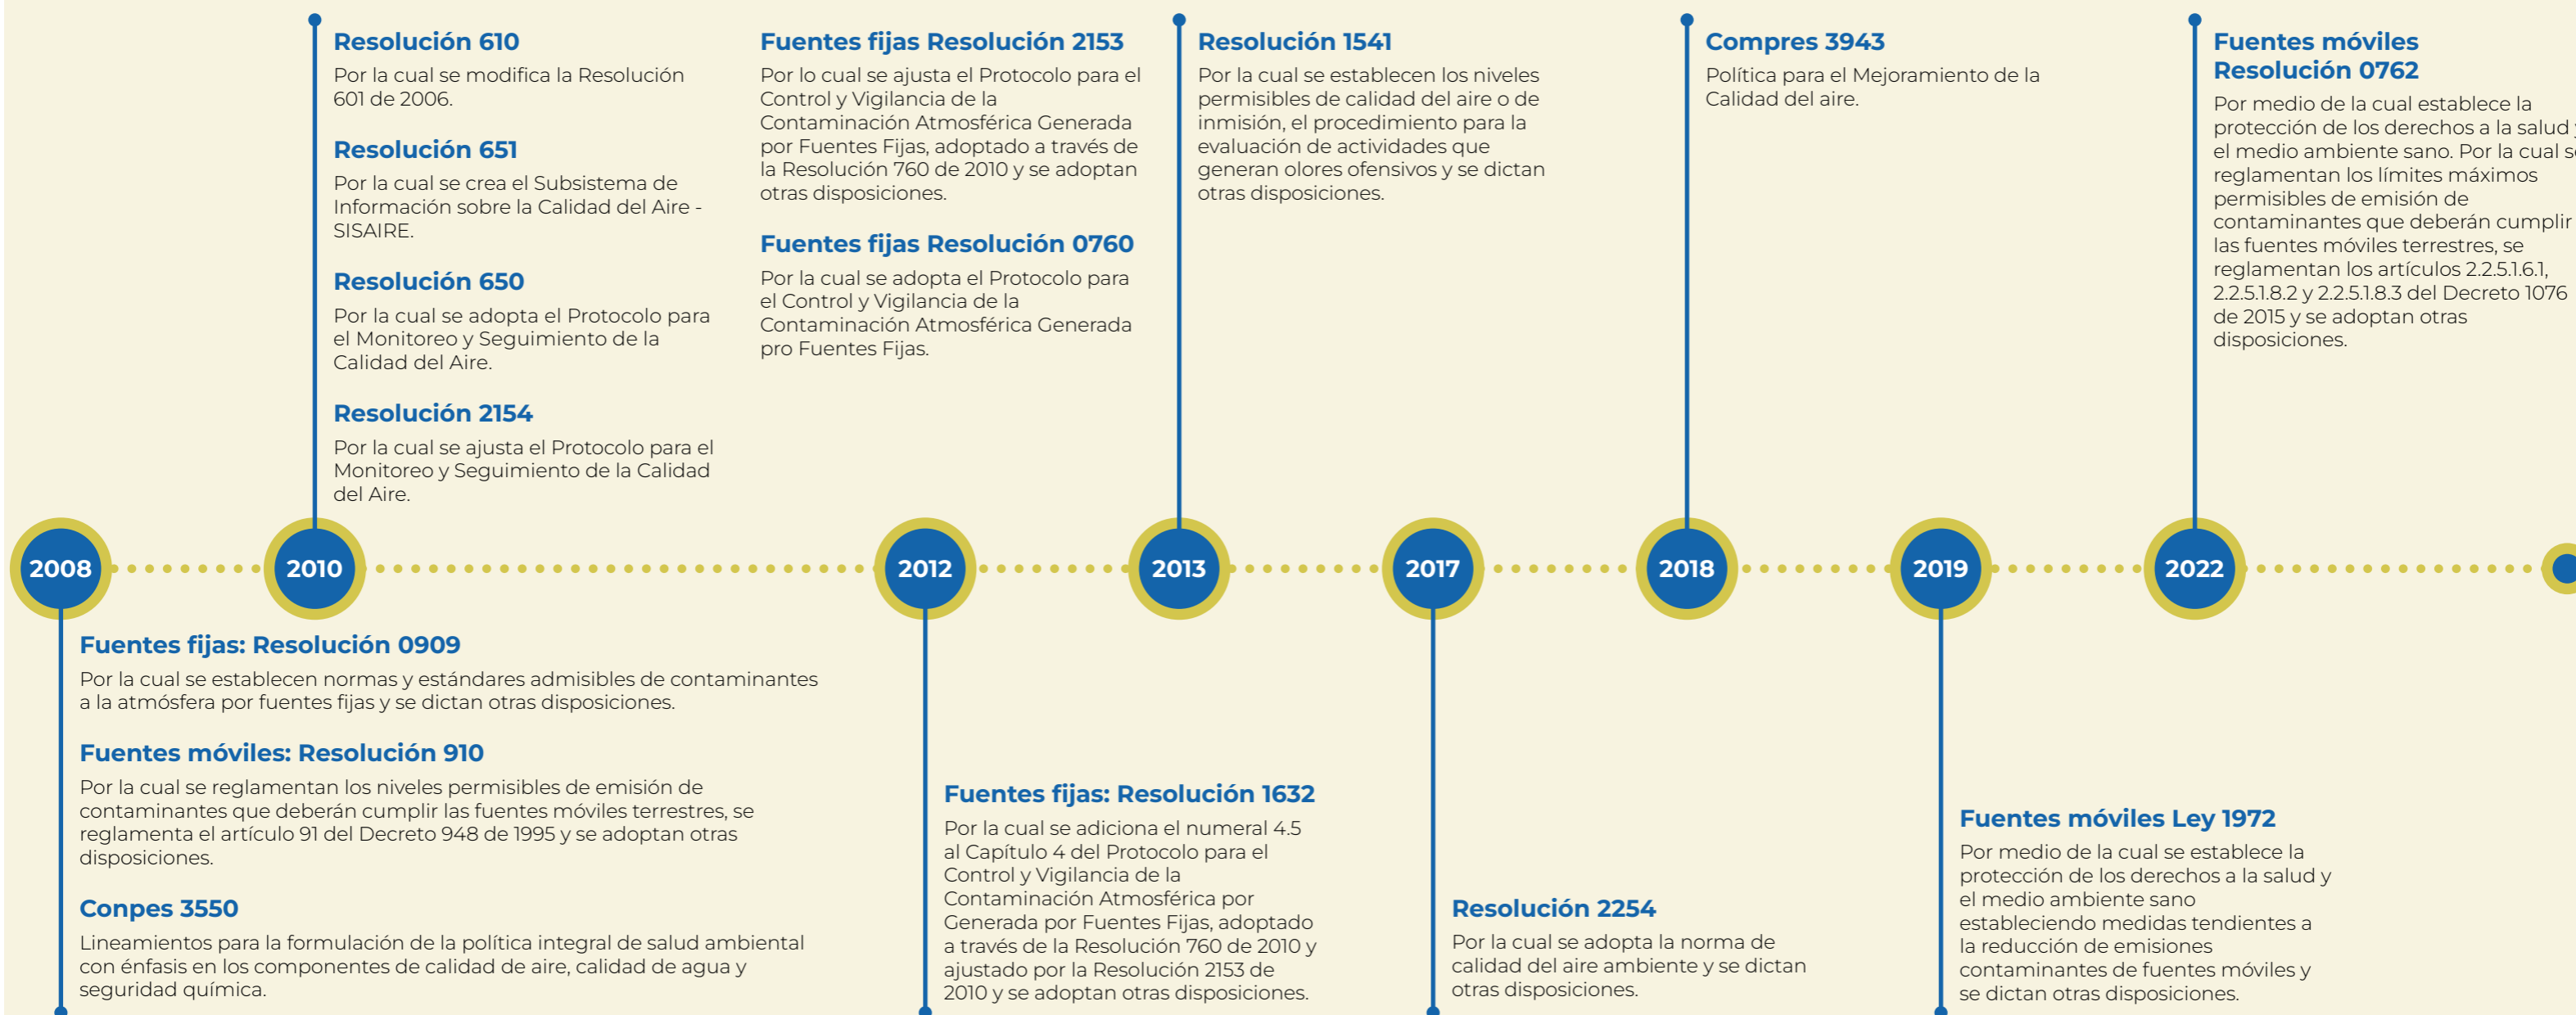 Resolución 610
Por la cual se modifica la Resolución
601 de 2006.
Resolución 651
Por la cual se crea el Subsistema de
Información sobre la Calidad del Aire -
SISAIRE.
Resolución 650
Por la cual se adopta el Protocolo para
el Monitoreo y Seguimiento de la
Calidad del Aire.
Resolución 2154
Por la cual se ajusta el Protocolo para el
Monitoreo y Seguimiento de la Calidad
del Aire.
Fuentes fijas Resolución 2153
Por lo cual se ajusta el Protocolo para el
Control y Vigilancia de la
Contaminación Atmosférica Generada
por Fuentes Fijas, adoptado a través de
la Resolución 760 de 2010 y se adoptan
otras disposiciones.
Fuentes fijas Resolución 0760
Por la cual se adopta el Protocolo para
el Control y Vigilancia de la
Contaminación Atmosférica Generada
pro Fuentes Fijas.
Resolución 1541
Por la cual se establecen los niveles
permisibles de calidad del aire o de
inmisión, el procedimiento para la
evaluación de actividades que
generan olores ofensivos y se dictan
otras disposiciones.
Compres 3943
Política para el Mejoramiento de la
Calidad del aire.
Fuentes móviles
Resolución 0762
Por medio de la cual establece la
protección de los derechos a la salud
el medio ambiente sano. Por la cual
reglamentan los límites máximos
permisibles de emisión de
contaminantes que deberán cumplir
las fuentes móviles terrestres, se
reglamentan los artículos 2.2.5.1.6.1,
2.2.5.1.8.2 y 2.2.5.1.8.3 del Decreto 1076
de 2015 y se adoptan otras
disposiciones.
2008
2010
2012
2013
2017
2018
2019
2022
Fuentes fijas: Resolución 0909
Por la cual se establecen normas y estándares admisibles de contaminantes
a la atmósfera por fuentes fijas y se dictan otras disposiciones.
Fuentes móviles: Resolución 910
Por la cual se reglamentan los niveles permisibles de emisión de
contaminantes que deberán cumplir las fuentes móviles terrestres, se
reglamenta el artículo 91 del Decreto 948 de 1995 y se adoptan otras
disposiciones.
Conpes 3550
Lineamientos para la formulación de la política integral de salud ambiental
con énfasis en los componentes de calidad de aire, calidad de agua y
seguridad química.
Fuentes fijas: Resolución 1632
Por la cual se adiciona el numeral 4.5
al Capítulo 4 del Protocolo para el
Control y Vigilancia de la
Contaminación Atmosférica por
Generada por Fuentes Fijas, adoptado
a través de la Resolución 760 de 2010 y
ajustado por la Resolución 2153 de
2010 y se adoptan otras disposiciones.
Resolución 2254
Por la cual se adopta la norma de
calidad del aire ambiente y se dictan
otras disposiciones.
Fuentes móviles Ley 1972
Por medio de la cual se establece la
protección de los derechos a la salud y
el medio ambiente sano
estableciendo medidas tendientes a
la reducción de emisiones
contaminantes de fuentes móviles y
se dictan otras disposiciones.